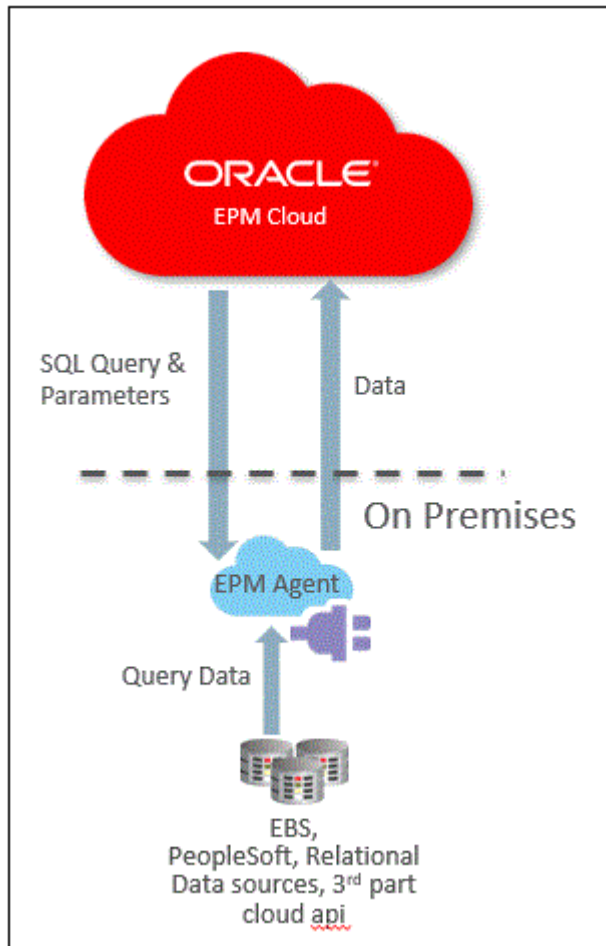 ORACLE®
EPM Cloud
SQL Query &
Parameters
Data
On Premises
EPM Agent
Query Data
EBS,
PeopleSoft, Relational
Data sources, 3rd part
cloud api